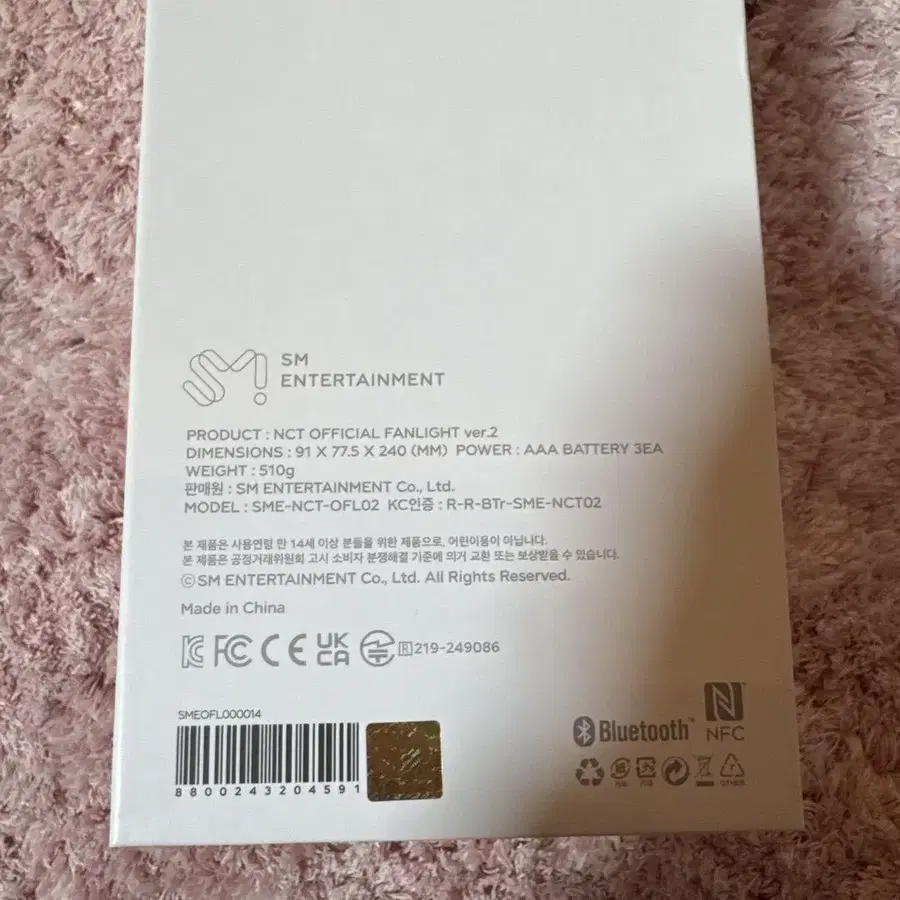 SM
ENTERTAINMENT
PRODUCT : NCT OFFICIAL FANLIGHT ver.2
DIMENSIONS : 91 X 77.5 X 240 (MM) POWER : AAA BATTERY 3EA
WEIGHT : 510g
판매원 : SM ENTERTAINMENT Co., Ltd.
MODEL : SME-NCT-OFL02 KC인증 : R-R-BTr-SME-NCT02
본 제품은 사용연령 만 14세 이상 분들을 위한 제품으로, 어린이용이 아닙니다.
본 제품은 공정거래위원회 고시 소비자 분쟁해결 기준에 의거 교환 또는 보상받을 수 있습니다.
©SM ENTERTAINMENT Co., Ltd. All Rights Reserved.
Made in China
KC FC CE UK CA R 219-249086
SMEOFL000014
8800243204591
Bluetooth™
NFC